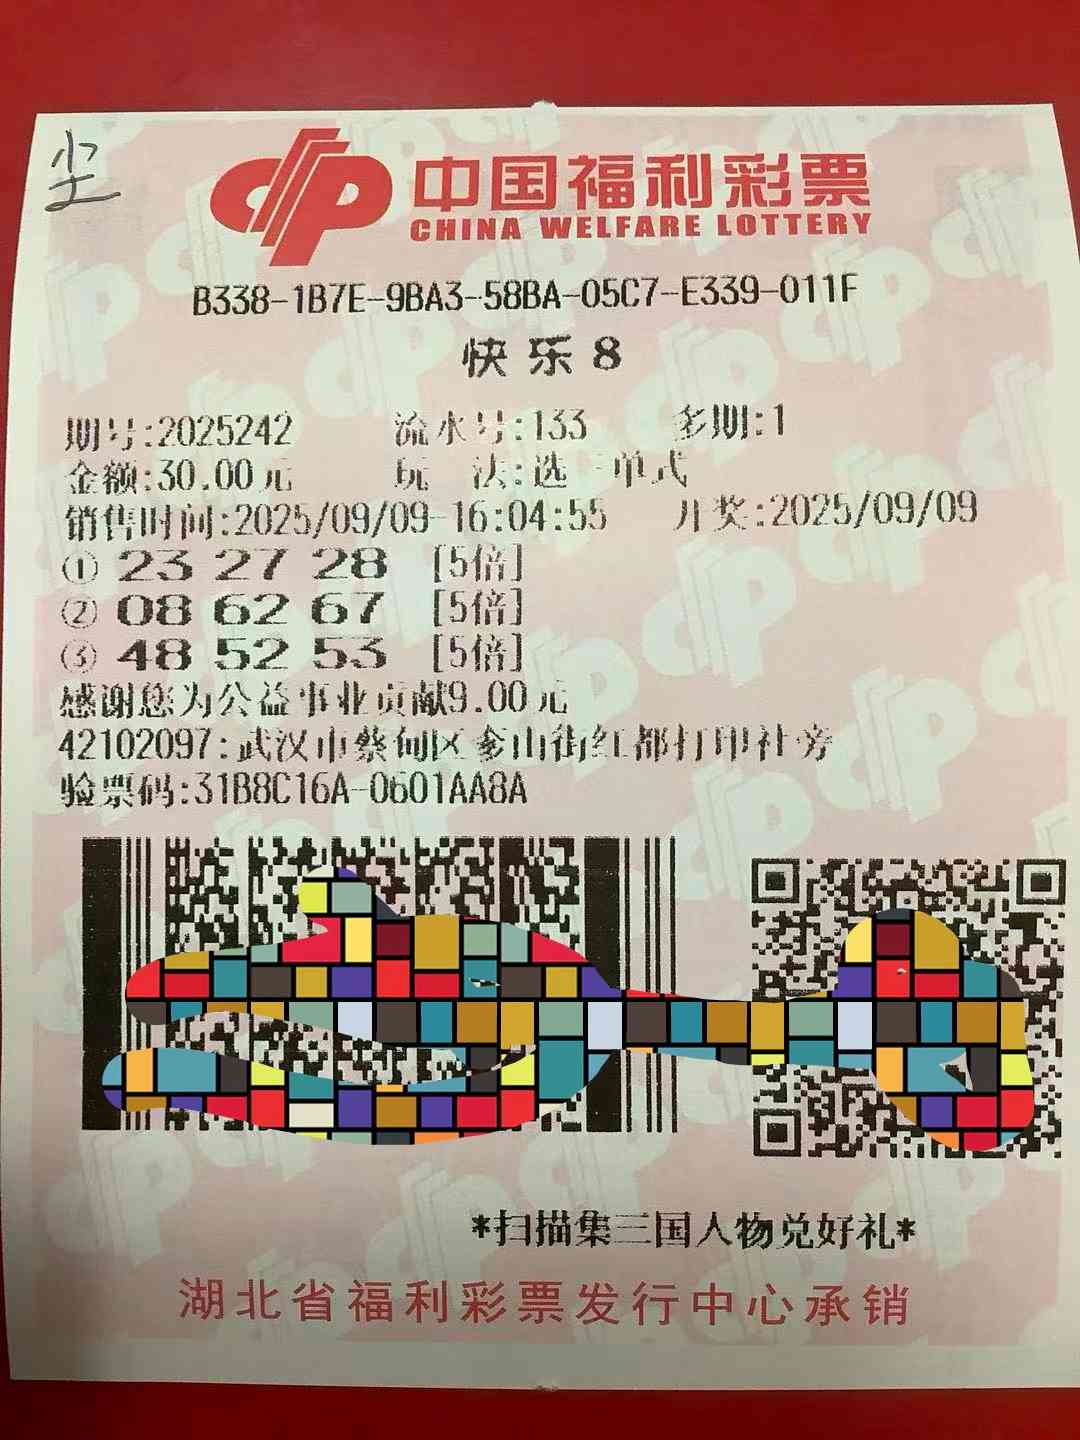 尘
中国福利彩票
CHINA WELFARE LOTTERY
B338-1B7E-9BA3-58BA-05C7-E339-011F
快乐8
期号:2025242 流水号:133 多期:1
金额:30.00元 玩 法:选三单式
销售时间:2025/09/09-16:04:55 开奖:2025/09/09
① 23 27 28 [5倍]
② 08 62 67 [5倍]
③ 48 52 53 [5倍]
感谢您为公益事业贡献9.00元
42102097:武汉市蔡甸区奓山街红都打印社旁
验票码:31B8C16A-0601AA8A
*扫描集三国人物兑好礼*
湖北省福利彩票发行中心承销